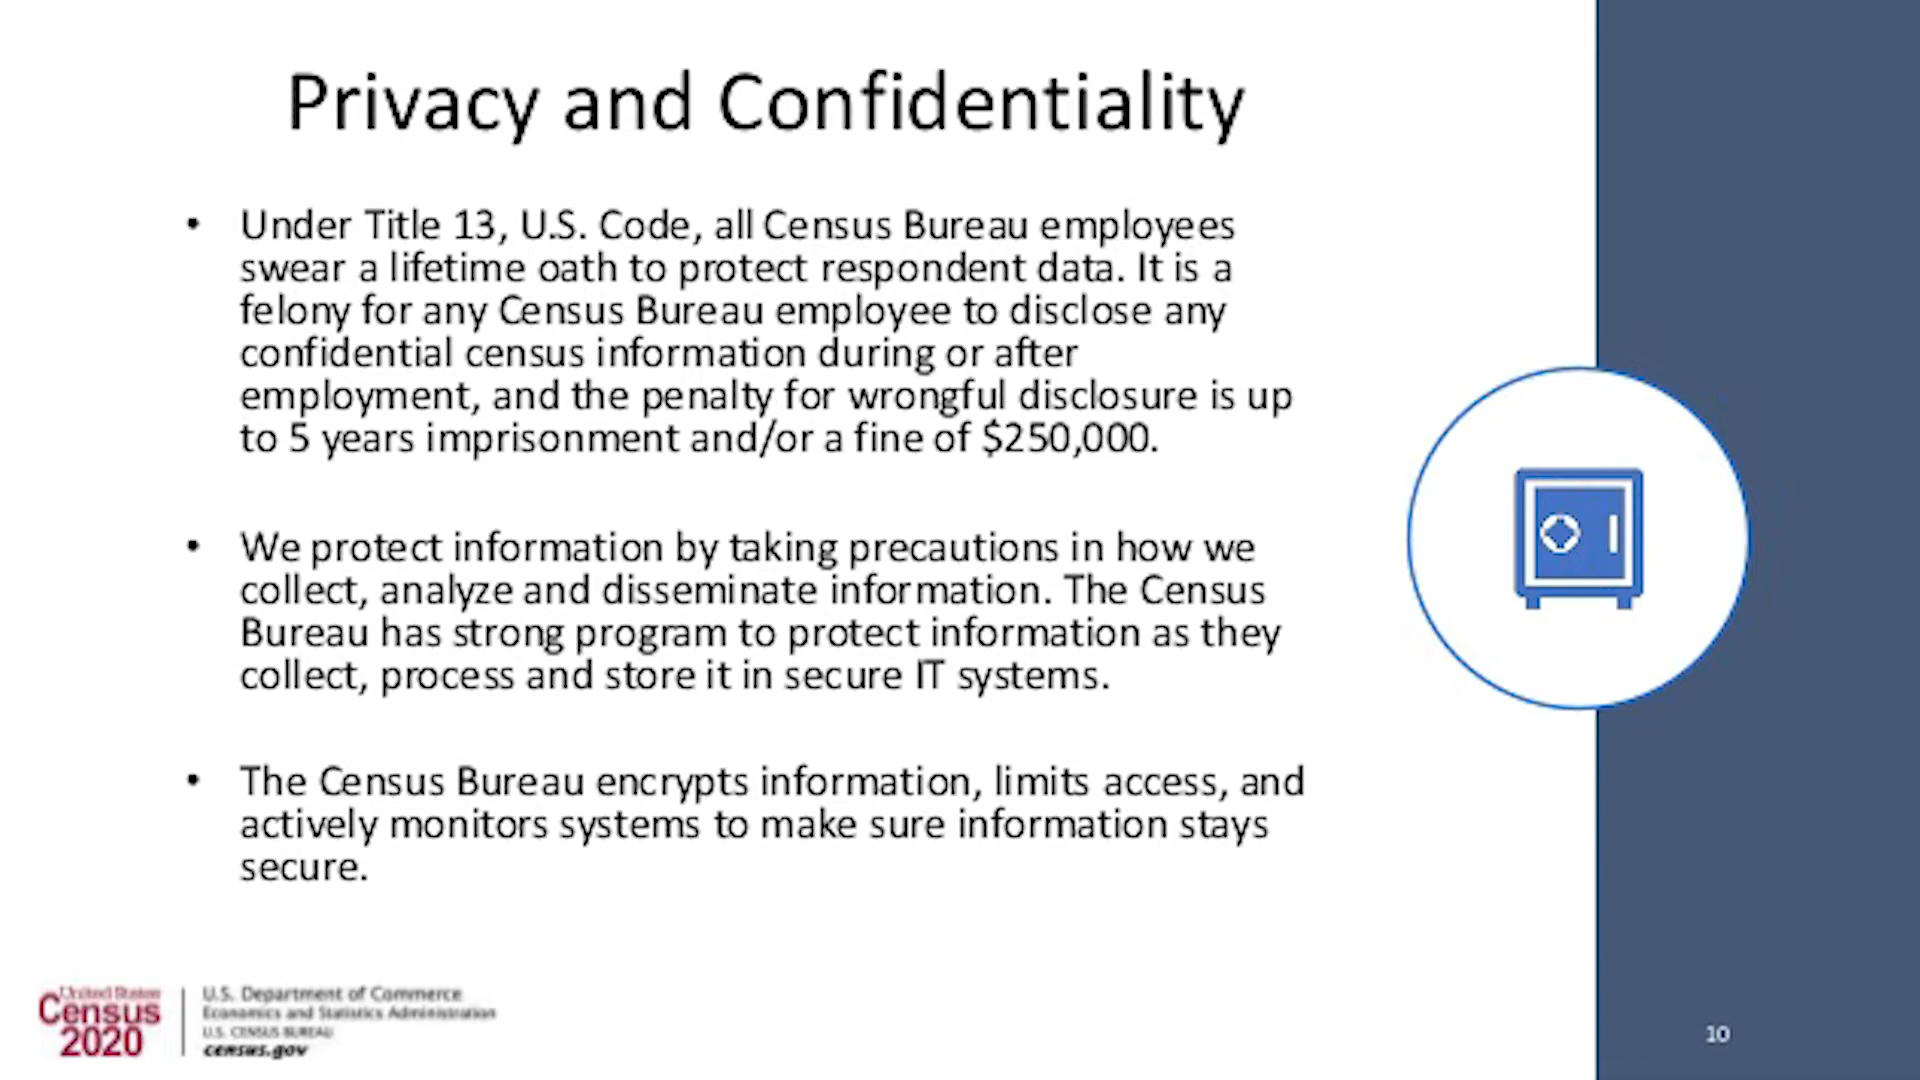 Privacy and Confidentiality
• Under Title 13, U.S. Code, all Census Bureau employees
swear a lifetime oath to protect respondent data. It is a
felony for any Census Bureau employee to disclose any
confidential census information during or after
employment, and the penalty for wrongful disclosure is up
to 5 years imprisonment and/or a fine of $250,000.
• We protect information by taking precautions in how we
collect, analyze and disseminate information. The Census
Bureau has strong program to protect information as they
collect, process and store it in secure IT systems.
• The Census Bureau encrypts information, limits access, and
actively monitors systems to make sure information stays
secure.
United States
Census
2020
U.S. Department of Commerce
Economics and Statistics Administration
U.S. CENSUS BUREAU
census.gov
10